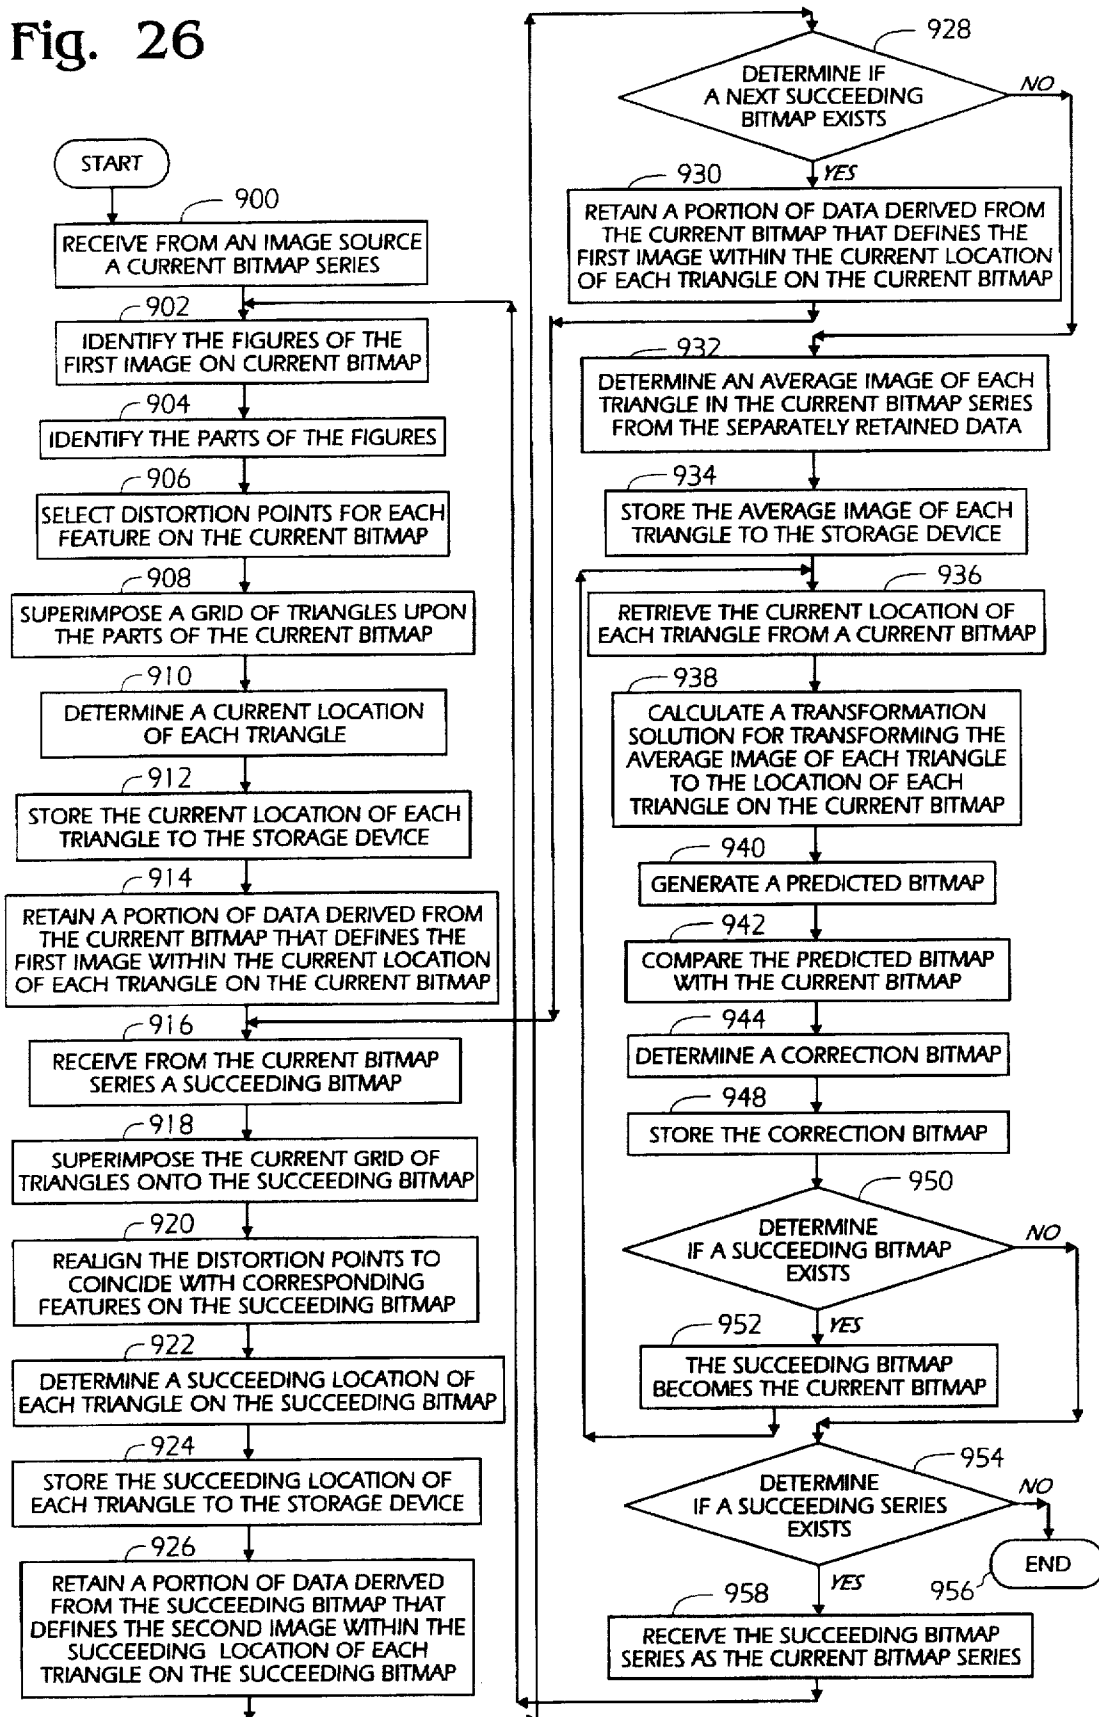 Fig. 26
START
900
RECEIVE FROM AN IMAGE SOURCE
A CURRENT BITMAP SERIES
902
IDENTIFY THE FIGURES OF THE
FIRST IMAGE ON CURRENT BITMAP
904
IDENTIFY THE PARTS OF THE FIGURES
906
SELECT DISTORTION POINTS FOR EACH
FEATURE ON THE CURRENT BITMAP
908
SUPERIMPOSE A GRID OF TRIANGLES UPON
THE PARTS OF THE CURRENT BITMAP
910
DETERMINE A CURRENT LOCATION
OF EACH TRIANGLE
912
STORE THE CURRENT LOCATION OF EACH
TRIANGLE TO THE STORAGE DEVICE
914
RETAIN A PORTION OF DATA DERIVED FROM
THE CURRENT BITMAP THAT DEFINES THE
FIRST IMAGE WITHIN THE CURRENT LOCATION
OF EACH TRIANGLE ON THE CURRENT BITMAP
916
RECEIVE FROM THE CURRENT BITMAP
SERIES A SUCCEEDING BITMAP
918
SUPERIMPOSE THE CURRENT GRID OF
TRIANGLES ONTO THE SUCCEEDING BITMAP
920
REALIGN THE DISTORTION POINTS TO
COINCIDE WITH CORRESPONDING
FEATURES ON THE SUCCEEDING BITMAP
922
DETERMINE A SUCCEEDING LOCATION OF
EACH TRIANGLE ON THE SUCCEEDING BITMAP
924
STORE THE SUCCEEDING LOCATION OF
EACH TRIANGLE TO THE STORAGE DEVICE
926
RETAIN A PORTION OF DATA DERIVED
FROM THE SUCCEEDING BITMAP THAT
DEFINES THE SECOND IMAGE WITHIN THE
SUCCEEDING LOCATION OF EACH
TRIANGLE ON THE SUCCEEDING BITMAP
928
DETERMINE IF
A NEXT SUCCEEDING
BITMAP EXISTS
NO
YES
930
RETAIN A PORTION OF DATA DERIVED FROM
THE CURRENT BITMAP THAT DEFINES THE
FIRST IMAGE WITHIN THE CURRENT LOCATION
OF EACH TRIANGLE ON THE CURRENT BITMAP
932
DETERMINE AN AVERAGE IMAGE OF EACH
TRIANGLE IN THE CURRENT BITMAP SERIES
FROM THE SEPARATELY RETAINED DATA
934
STORE THE AVERAGE IMAGE OF EACH
TRIANGLE TO THE STORAGE DEVICE
936
RETRIEVE THE CURRENT LOCATION OF
EACH TRIANGLE FROM A CURRENT BITMAP
938
CALCULATE A TRANSFORMATION
SOLUTION FOR TRANSFORMING THE
AVERAGE IMAGE OF EACH TRIANGLE
TO THE LOCATION OF EACH
TRIANGLE ON THE CURRENT BITMAP
940
GENERATE A PREDICTED BITMAP
942
COMPARE THE PREDICTED BITMAP
WITH THE CURRENT BITMAP
944
DETERMINE A CORRECTION BITMAP
948
STORE THE CORRECTION BITMAP
950
DETERMINE
IF A SUCCEEDING BITMAP
EXISTS
NO
YES
952
THE SUCCEEDING BITMAP
BECOMES THE CURRENT BITMAP
954
DETERMINE
IF A SUCCEEDING SERIES
EXISTS
NO
END
956
YES
958
RECEIVE THE SUCCEEDING BITMAP
SERIES AS THE CURRENT BITMAP SERIES